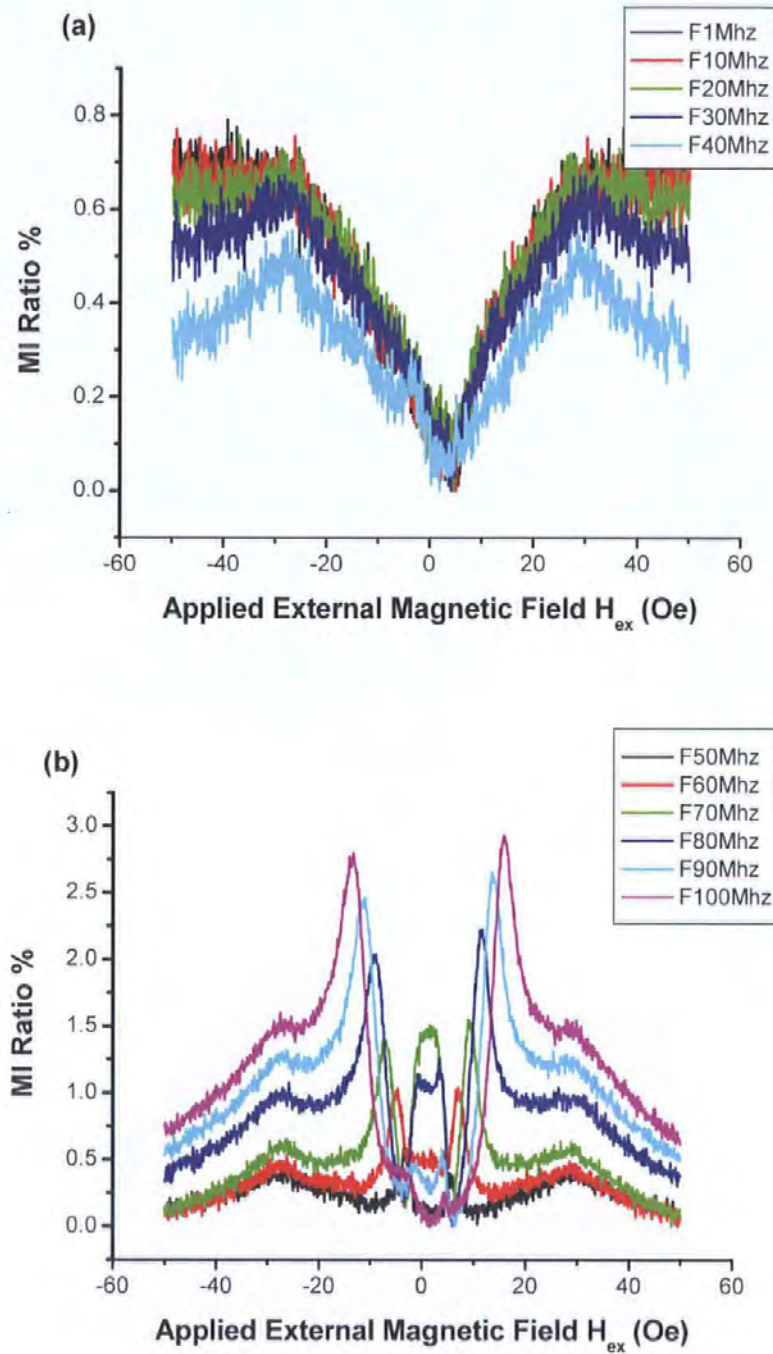 (a)
F1Mhz
F10Mhz
F20Mhz
F30Mhz
F40Mhz
0.8
0.6
0.4
0.2
0.0
MI Ratio %
-60
-40
-20
0
20
40
60
Applied External Magnetic Field H_ex (Oe)
(b)
F50Mhz
F60Mhz
F70Mhz
F80Mhz
F90Mhz
F100Mhz
3.0
2.5
2.0
1.5
1.0
0.5
0.0
MI Ratio %
-60
-40
-20
0
20
40
60
Applied External Magnetic Field H_ex (Oe)